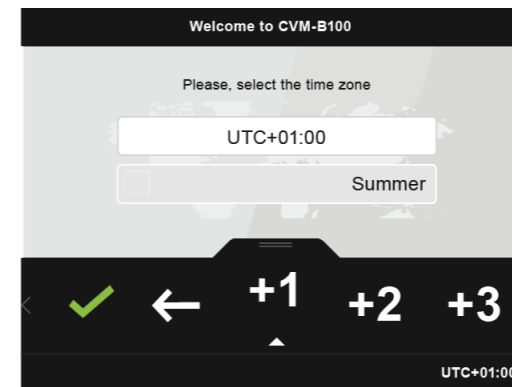 Welcome to CVM-B100
Please, select the time zone
UTC+01:00
Summer
+1 +2 +3
UTC+01:00